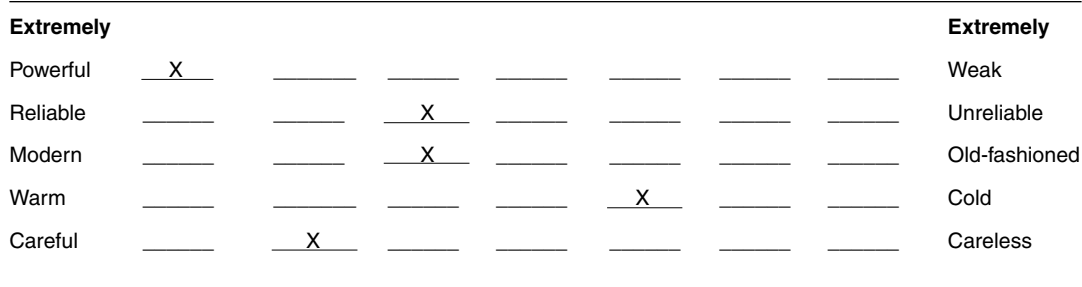 Extremely Extremely
Powerful X Weak
Reliable X Unreliable
Modern X Old-fashioned
Warm X Cold
Careful X Careless